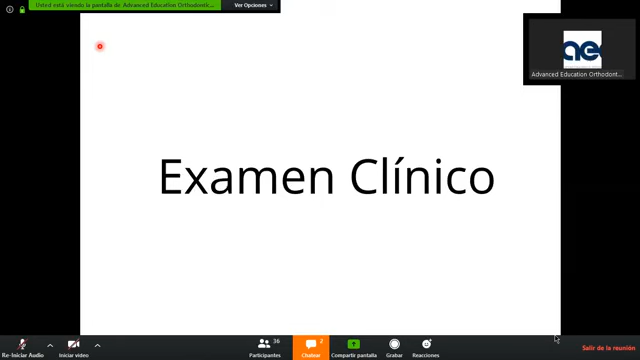 Usted está viendo la pantalla de Advanced Education Orthodontic...
Ver Opciones
ae
Advanced Education Orthodont...
Examen Clínico
Re-Iniciar Audio
Iniciar video
36
Participantes
2
Chatear
Compartir pantalla
Grabar
Reacciones
Salir de la reunión